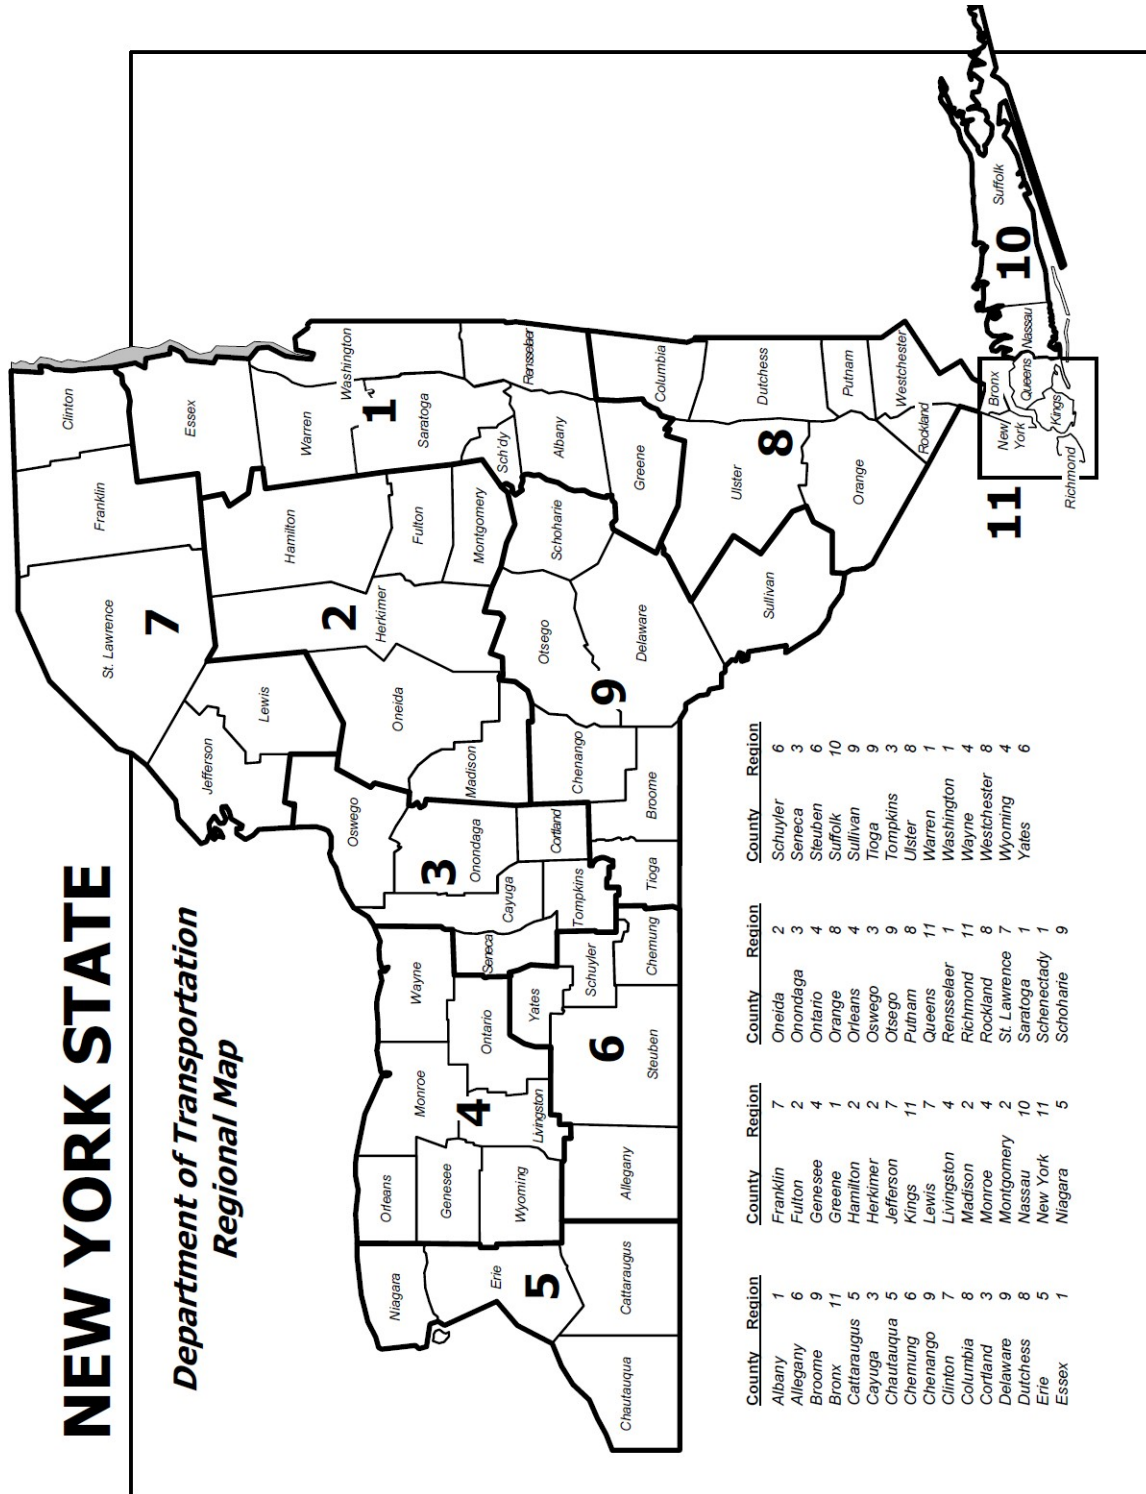 NEW YORK STATE
Department of Transportation
Regional Map
Clinton
Franklin
St. Lawrence
7
Essex
Jefferson
Lewis
Hamilton
Warren
Washington
2
Herkimer
1
Oswego
Oneida
Fulton
Saratoga
Niagara
Orleans
Monroe
Wayne
3
Onondaga
Madison
Montgomery
Sch'dy
Rensselaer
Genesee
4
Ontario
Seneca
Cayuga
Erie
5
Wyoming
Livingston
Yates
Cortland
Otsego
Schoharie
Albany
Chenango
Tompkins
Schuyler
6
9
Delaware
Greene
Columbia
Chautauqua
Cattaraugus
Allegany
Steuben
Chemung
Tioga
Broome
Ulster
8
Dutchess
Sullivan
Putnam
Orange
Westchester
Rockland
11
New
York
Bronx
Queens
Kings
Richmond
Nassau
10
Suffolk
County Region County Region County Region County Region
Albany 1 Franklin 7 Oneida 2 Schuyler 6
Allegany 6 Fulton 2 Onondaga 3 Seneca 3
Broome 9 Genesee 4 Ontario 4 Steuben 6
Bronx 11 Greene 1 Orange 8 Suffolk 10
Cattaraugus 5 Hamilton 2 Orleans 4 Sullivan 9
Cayuga 3 Herkimer 2 Oswego 3 Tioga 9
Chautauqua 5 Jefferson 7 Otsego 9 Tompkins 3
Chemung 6 Kings 11 Putnam 8 Ulster 8
Chenango 9 Lewis 7 Queens 11 Warren 1
Clinton 7 Livingston 4 Rensselaer 1 Washington 1
Columbia 8 Madison 2 Richmond 11 Wayne 4
Cortland 3 Monroe 4 Rockland 8 Westchester 8
Delaware 9 Montgomery 2 St. Lawrence 7 Wyoming 4
Dutchess 8 Nassau 10 Saratoga 1 Yates 6
Erie 5 New York 11 Schenectady 1
Essex 1 Niagara 5 Schoharie 9